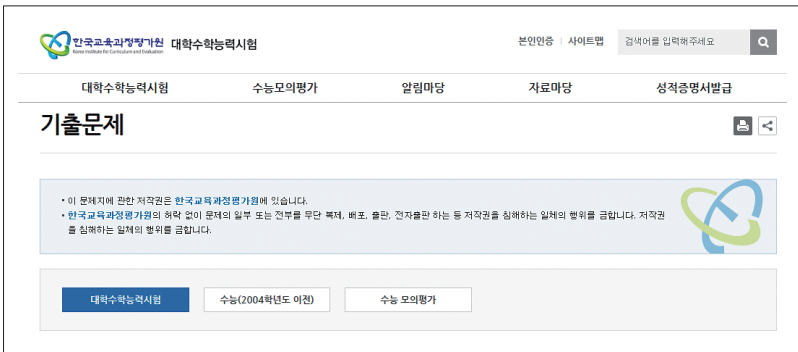 한국교육과정평가원 대학수학능력시험
Korea Institute for Curriculum and Evaluation
본인인증 | 사이트맵
검색어를 입력해주세요
대학수학능력시험 수능모의평가 알림마당 자료마당 성적증명서발급
기출문제
• 이 문제지에 관한 저작권은 한국교육과정평가원에 있습니다.
• 한국교육과정평가원의 허락 없이 문제의 일부 또는 전부를 무단 복제, 배포, 출판, 전자출판 하는 등 저작권을 침해하는 일체의 행위를 금합니다. 저작권
을 침해하는 일체의 행위를 금합니다.
대학수학능력시험 수능(2004학년도 이전) 수능 모의평가